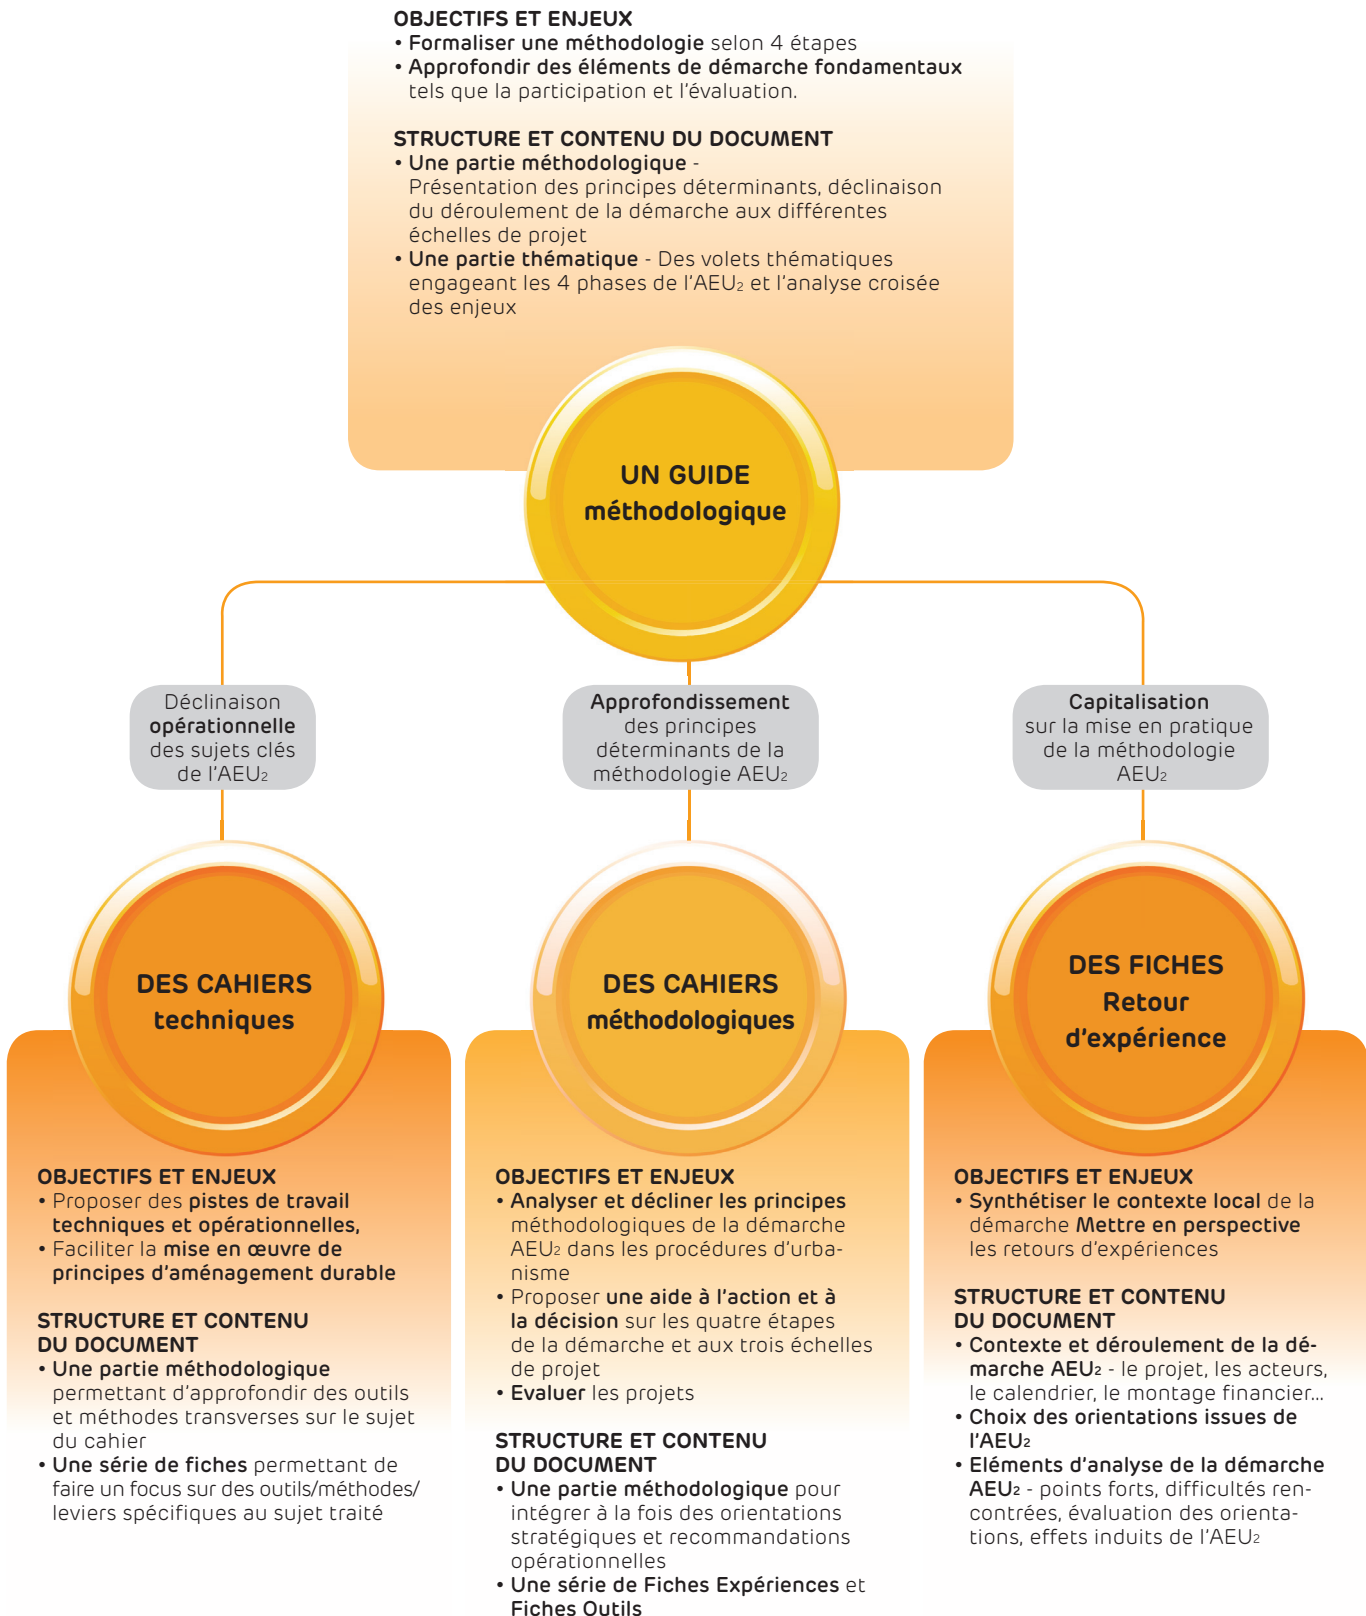 OBJECTIFS ET ENJEUX
• Formaliser une méthodologie selon 4 étapes
• Approfondir des éléments de démarche fondamentaux
tels que la participation et l'évaluation.
STRUCTURE ET CONTENU DU DOCUMENT
• Une partie méthodologique -
Présentation des principes déterminants, déclinaison
du déroulement de la démarche aux différentes
échelles de projet
• Une partie thématique - Des volets thématiques
engageant les 4 phases de l'AEU2 et l'analyse croisée
des enjeux
UN GUIDE
méthodologique
Déclinaison
opérationnelle
des sujets clés
de l'AEU2
Approfondissement
des principes
déterminants de la
méthodologie AEU2
Capitalisation
sur la mise en pratique
de la méthodologie
AEU2
DES CAHIERS
techniques
OBJECTIFS ET ENJEUX
• Proposer des pistes de travail
techniques et opérationnelles,
• Faciliter la mise en œuvre de
principes d'aménagement durable
STRUCTURE ET CONTENU
DU DOCUMENT
• Une partie méthodologique
permettant d'approfondir des outils
et méthodes transverses sur le sujet
du cahier
• Une série de fiches permettant de
faire un focus sur des outils/méthodes/
leviers spécifiques au sujet traité
DES CAHIERS
méthodologiques
OBJECTIFS ET ENJEUX
• Analyser et décliner les principes
méthodologiques de la démarche
AEU2 dans les procédures d'urba-
nisme
• Proposer une aide à l'action et à
la décision sur les quatre étapes
de la démarche et aux trois échelles
de projet
• Evaluer les projets
STRUCTURE ET CONTENU
DU DOCUMENT
• Une partie méthodologique pour
intégrer à la fois des orientations
stratégiques et recommandations
opérationnelles
• Une série de Fiches Expériences et
Fiches Outils
DES FICHES
Retour
d'expérience
OBJECTIFS ET ENJEUX
• Synthétiser le contexte local de la
démarche Mettre en perspective
les retours d'expériences
STRUCTURE ET CONTENU
DU DOCUMENT
• Contexte et déroulement de la dé-
marche AEU2 - le projet, les acteurs,
le calendrier, le montage financier...
• Choix des orientations issues de
l'AEU2
• Eléments d'analyse de la démarche
AEU2 - points forts, difficultés ren-
contrées, évaluation des orienta-
tions, effets induits de l'AEU2